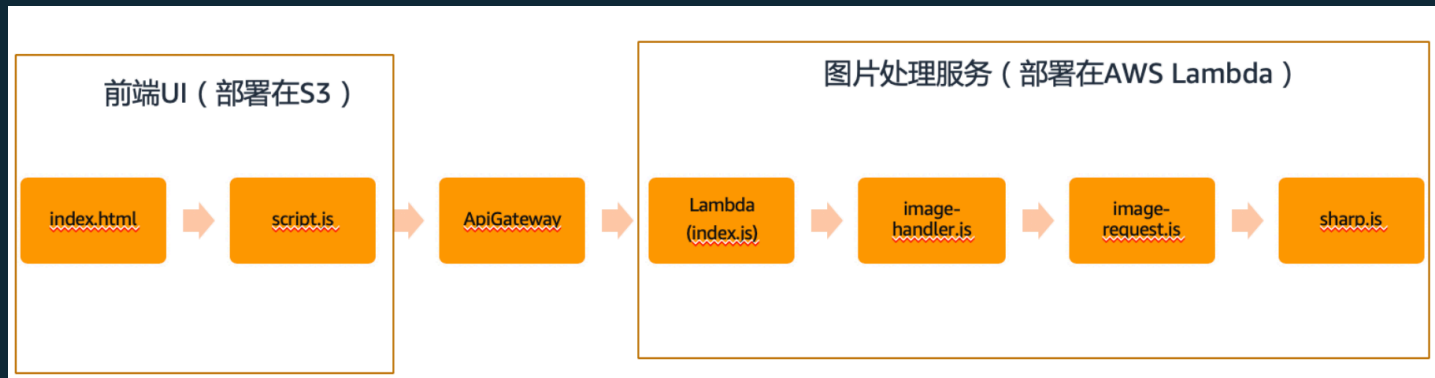 前端UI（部署在S3）
图片处理服务（部署在AWS Lambda）
index.html
script.js
ApiGateway
Lambda
(index.js)
image-
handler.js
image-
request.js
sharp.js